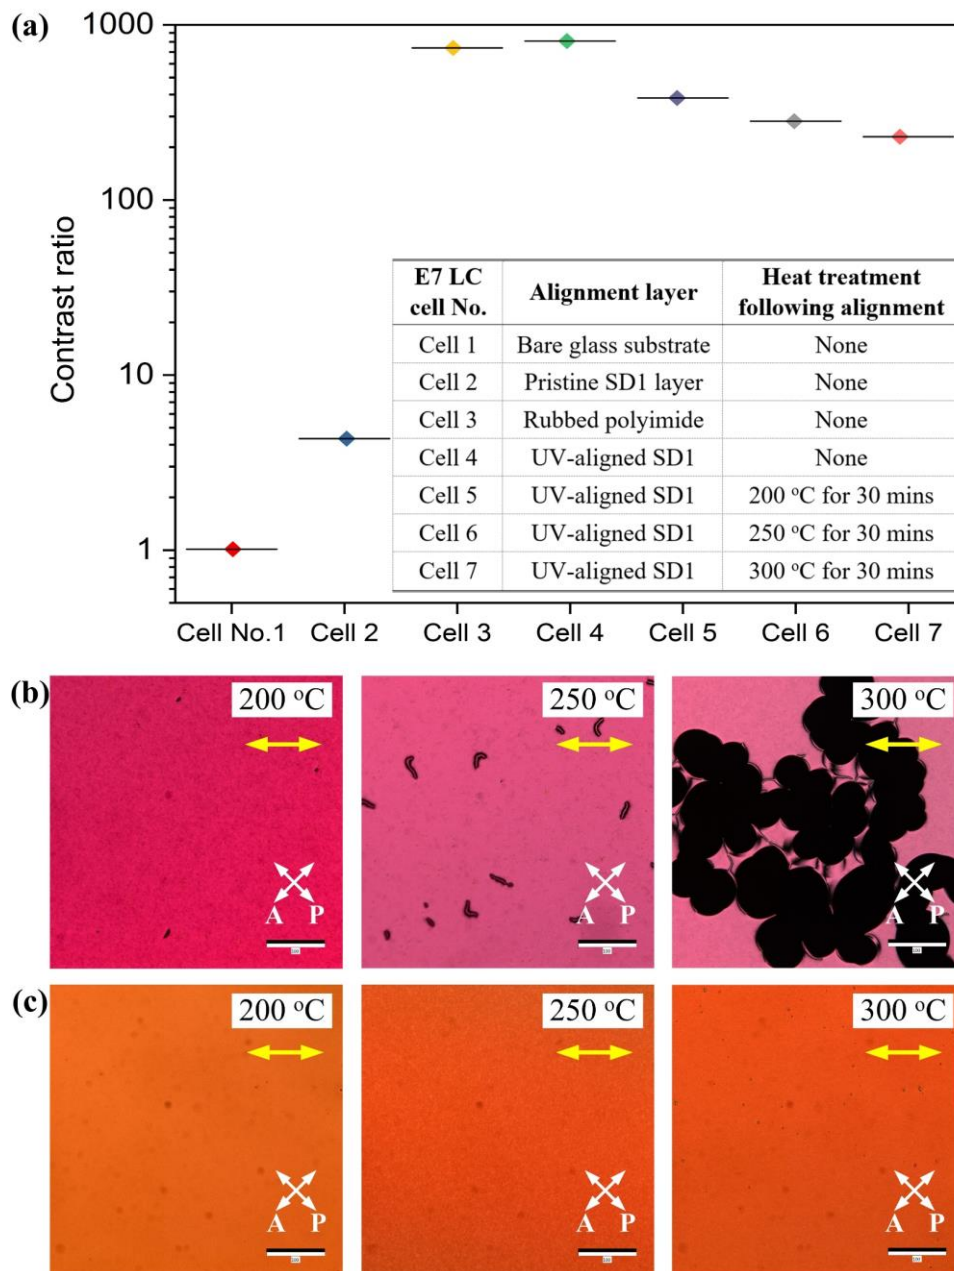 (a)
1000
100
10
1
Contrast ratio
E7 LC cell No. Alignment layer Heat treatment following alignment
Cell 1 Bare glass substrate None
Cell 2 Pristine SD1 layer None
Cell 3 Rubbed polyimide None
Cell 4 UV-aligned SD1 None
Cell 5 UV-aligned SD1 200 °C for 30 mins
Cell 6 UV-aligned SD1 250 °C for 30 mins
Cell 7 UV-aligned SD1 300 °C for 30 mins
Cell No.1 Cell 2 Cell 3 Cell 4 Cell 5 Cell 6 Cell 7
(b)
200 °C 250 °C 300 °C
A P A P A P
(c)
200 °C 250 °C 300 °C
A P A P A P